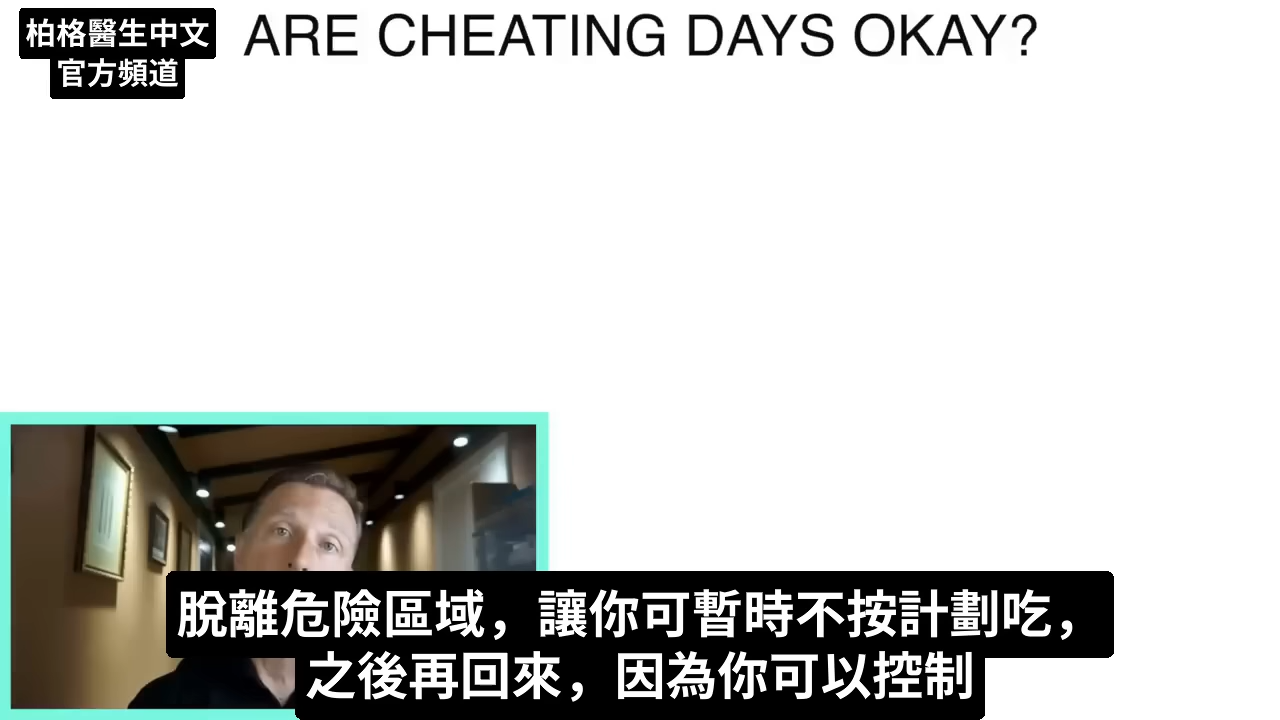 柏格醫生中文
官方頻道
ARE CHEATING DAYS OKAY?
脫離危險區域，讓你可暫時不按計劃吃，
之後再回來，因為你可以控制